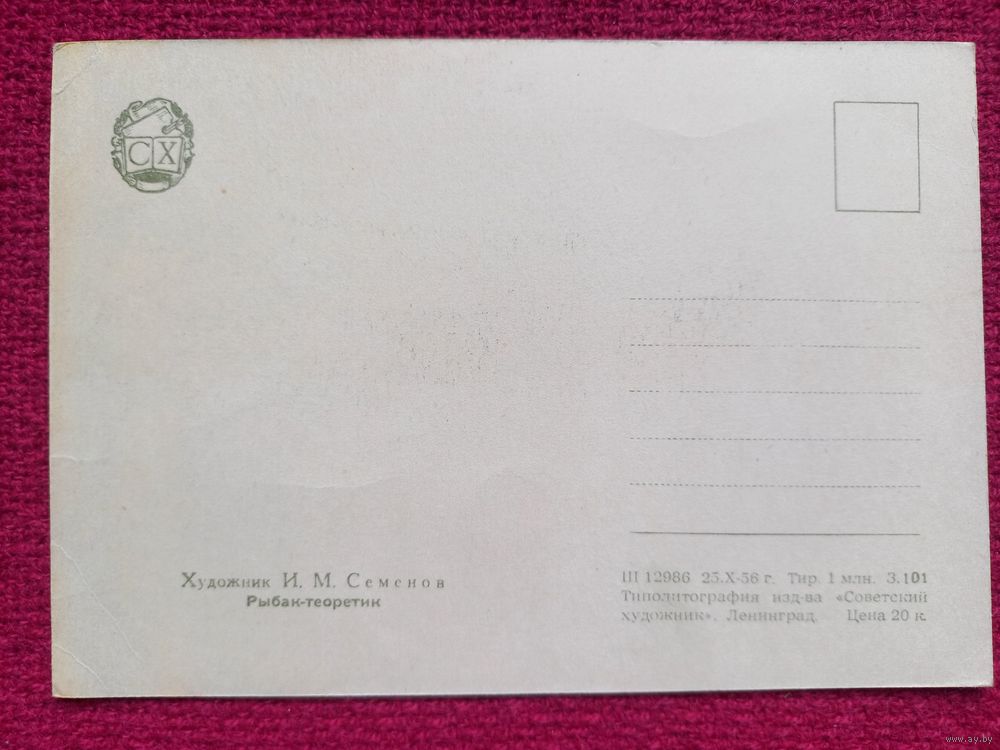 С Х
Художник И. М. Семенов
Рыбак-теоретик
Ш 12986 25.X-56 г. Тир. 1 млн. З.101
Типолитография изд-ва «Советский
художник». Ленинград. Цена 20 к.
www.ay.by